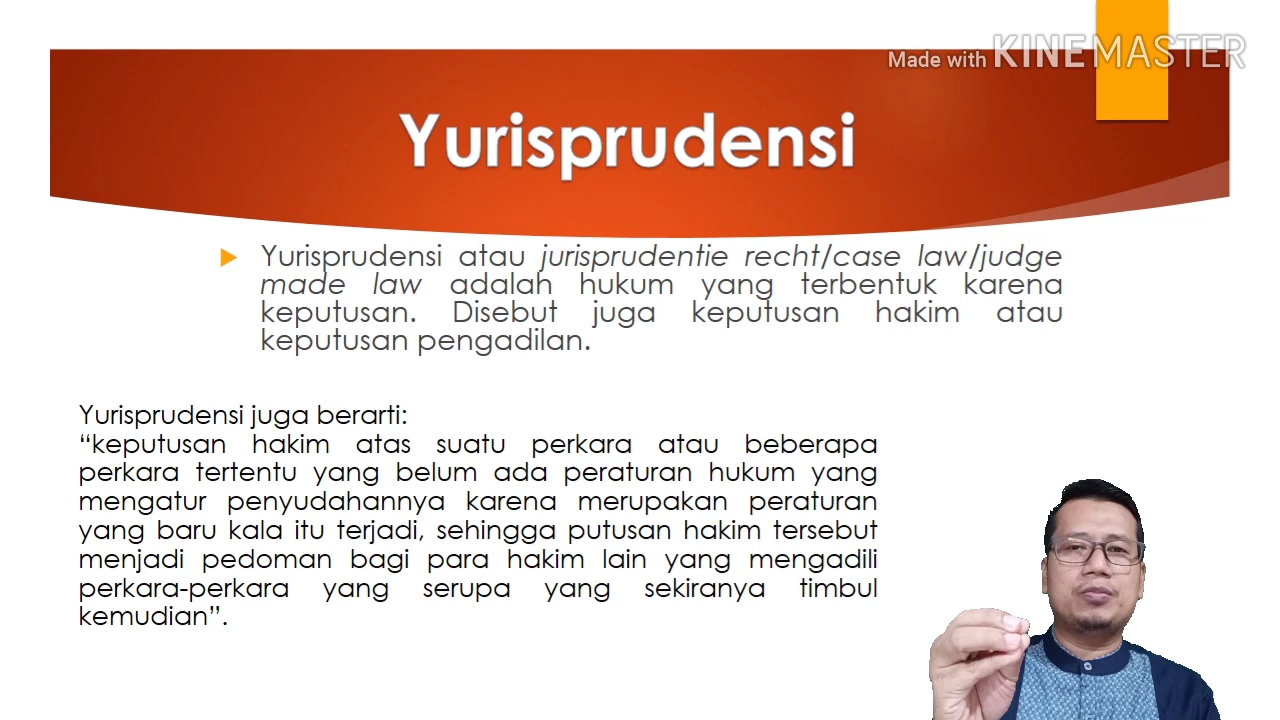 Made with KINEMASTER
Yurisprudensi
Yurisprudensi atau jurisprudentie recht/case law/judge
made law adalah hukum yang terbentuk karena
keputusan. Disebut juga keputusan hakim atau
keputusan pengadilan.
Yurisprudensi juga berarti:
“keputusan hakim atas suatu perkara atau beberapa
perkara tertentu yang belum ada peraturan hukum yang
mengatur penyudahannya karena merupakan peraturan
yang baru kala itu terjadi, sehingga putusan hakim tersebut
menjadi pedoman bagi para hakim lain yang mengadili
perkara-perkara yang serupa yang sekiranya timbul
kemudian”.